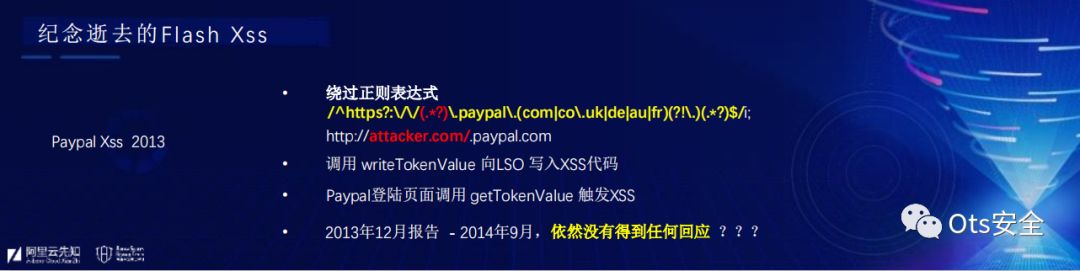 纪念逝去的Flash Xss
Paypal Xss 2013
• 绕过正则表达式
/^https?:\/\/(.*?)\.paypal\.(com|co\.uk|de|au|fr)(?!\.)(.*?)$/i;
http://attacker.com/.paypal.com
• 调用 writeTokenValue 向LSO 写入XSS代码
• Paypal登陆页面调用 getTokenValue 触发XSS
• 2013年12月报告 - 2014年9月，依然没有得到任何回应 ？？？
阿里云先知
Ots安全